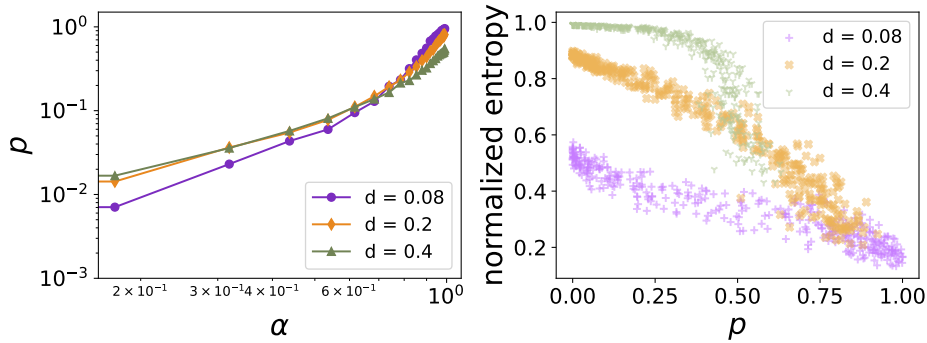 10⁰
10⁻¹
10⁻²
10⁻³
p
d = 0.08
d = 0.2
d = 0.4
2 × 10⁻¹
3 × 10⁻¹
4 × 10⁻¹
6 × 10⁻¹
10⁰
α
1.0
0.8
0.6
0.4
0.2
normalized entropy
d = 0.08
d = 0.2
d = 0.4
0.00
0.25
0.50
0.75
1.00
p